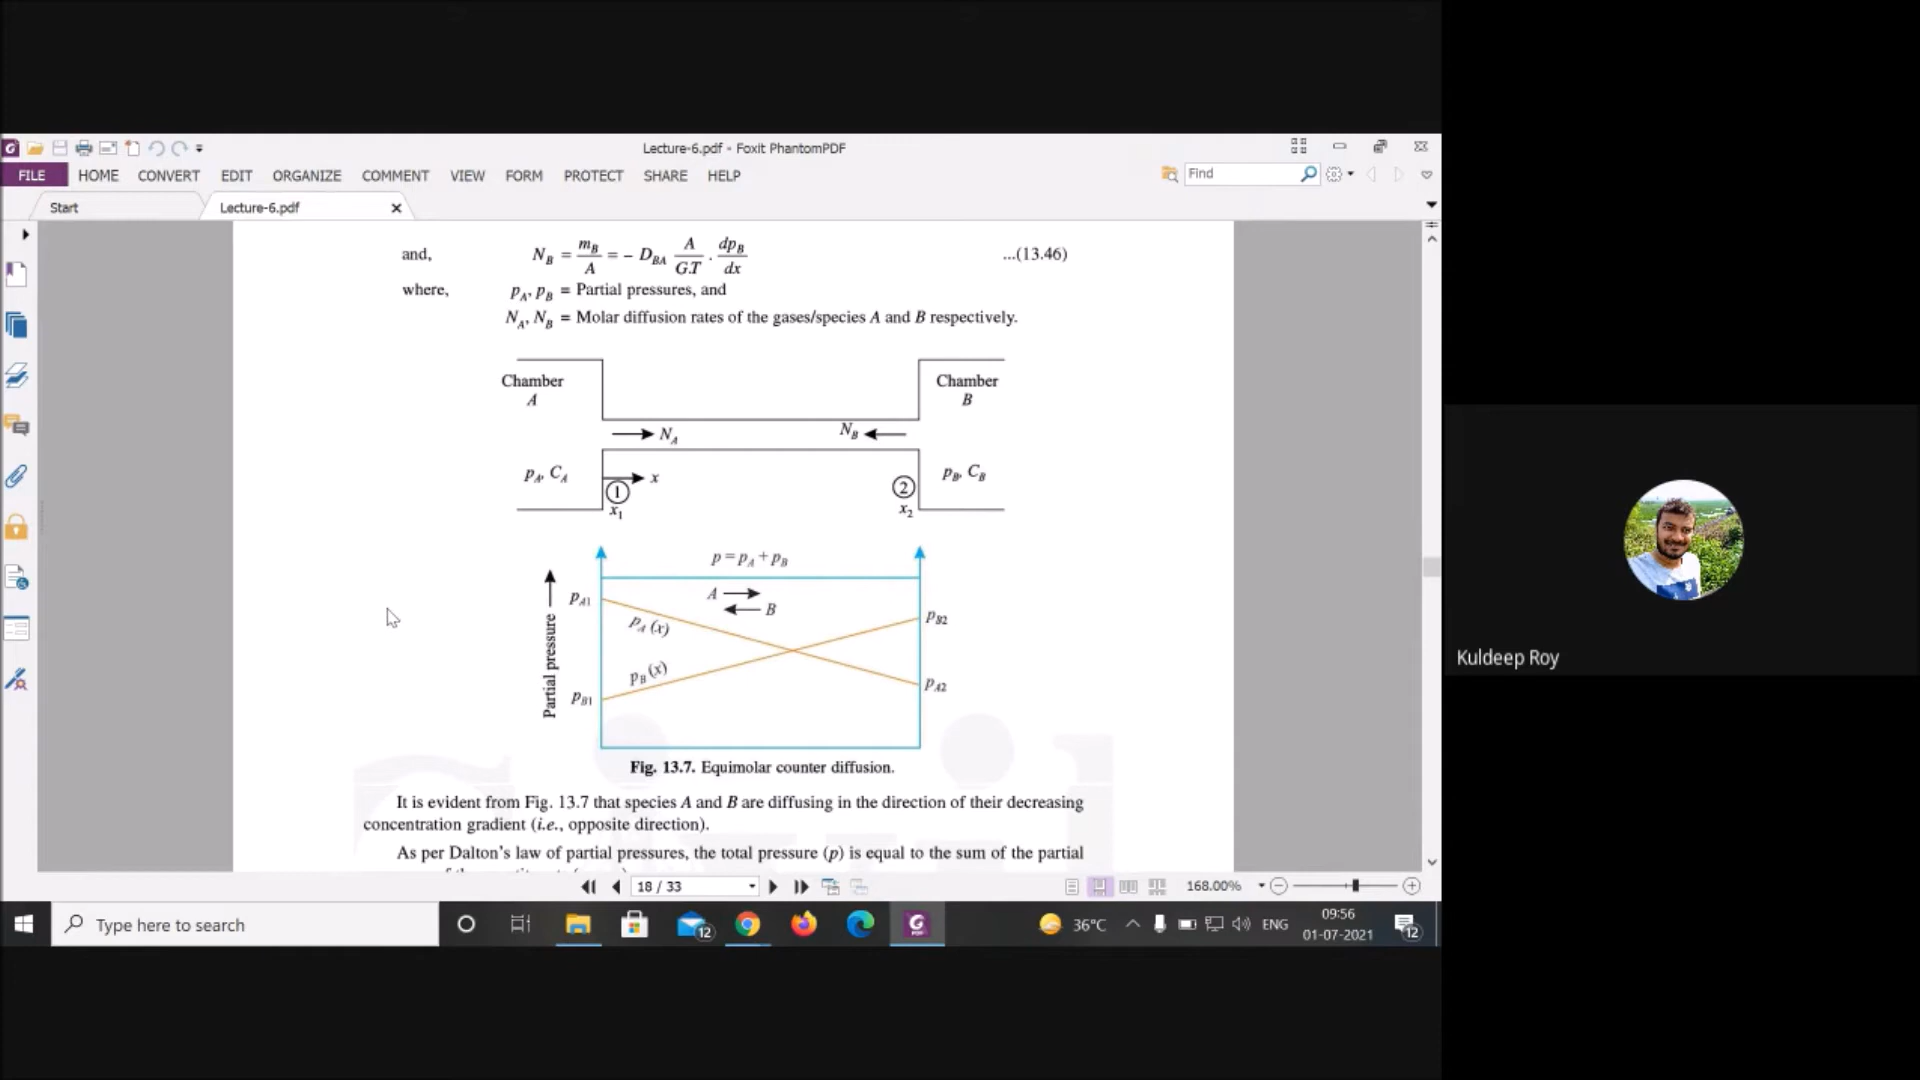 Lecture-6.pdf - Foxit PhantomPDF
FILE HOME CONVERT EDIT ORGANIZE COMMENT VIEW FORM PROTECT SHARE HELP
Find
Start Lecture-6.pdf
and, N_B = m_B/A = – D_BA A/G.T . dp_B/dx ...(13.46)
where, p_A, p_B = Partial pressures, and
N_A, N_B = Molar diffusion rates of the gases/species A and B respectively.
Chamber A
Chamber B
N_A
N_B
p_A, C_A
x
1
x_1
2
x_2
p_B, C_B
p = p_A + p_B
A
B
Partial pressure
p_A1
p_A (x)
p_B (x)
p_B1
p_B2
p_A2
Fig. 13.7. Equimolar counter diffusion.
It is evident from Fig. 13.7 that species A and B are diffusing in the direction of their decreasing
concentration gradient (i.e., opposite direction).
As per Dalton's law of partial pressures, the total pressure (p) is equal to the sum of the partial
18 / 33
168.00%
Type here to search
12
36°C
ENG
09:56
01-07-2021
12
Kuldeep Roy